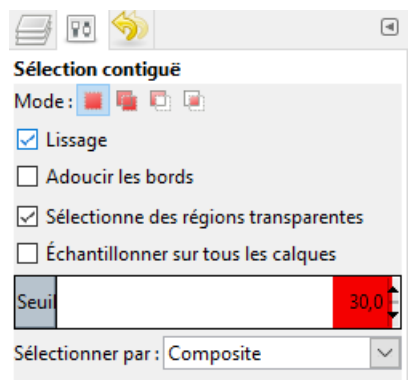 Sélection contiguë
Mode :
Lissage
Adoucir les bords
Sélectionne des régions transparentes
Échantillonner sur tous les calques
Seuil 30,0
Sélectionner par : Composite